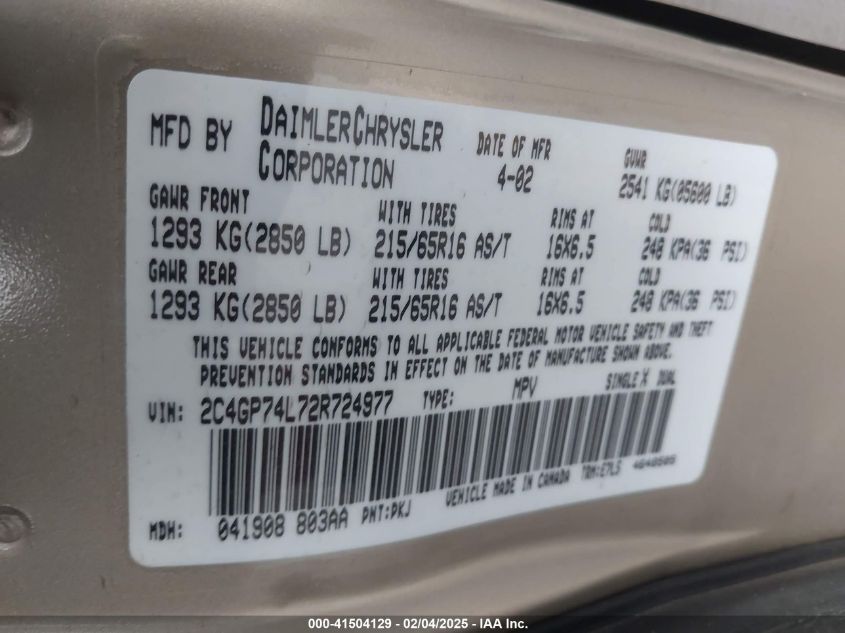 MFD BY DAIMLERCHRYSLER CORPORATION
DATE OF MFR 4-02
GVWR 2541 KG(05600 LB)
GAWR FRONT WITH TIRES RIMS AT COLD
1293 KG(2850 LB) 215/65R16 AS/T 16X6.5 248 KPA(36 PSI)
GAWR REAR WITH TIRES RIMS AT COLD
1293 KG(2850 LB) 215/65R16 AS/T 16X6.5 248 KPA(36 PSI)
THIS VEHICLE CONFORMS TO ALL APPLICABLE FEDERAL MOTOR VEHICLE SAFETY AND THEFT
PREVENTION STANDARDS IN EFFECT ON THE DATE OF MANUFACTURE SHOWN ABOVE.
VIN: 2C4GP74L72R724977 TYPE: MPV SINGLE X DUAL
MDH: 041908 803AA PNT:PKJ VEHICLE MADE IN CANADA TRM:E7L5
000-41504129 - 02/04/2025 - IAA Inc.